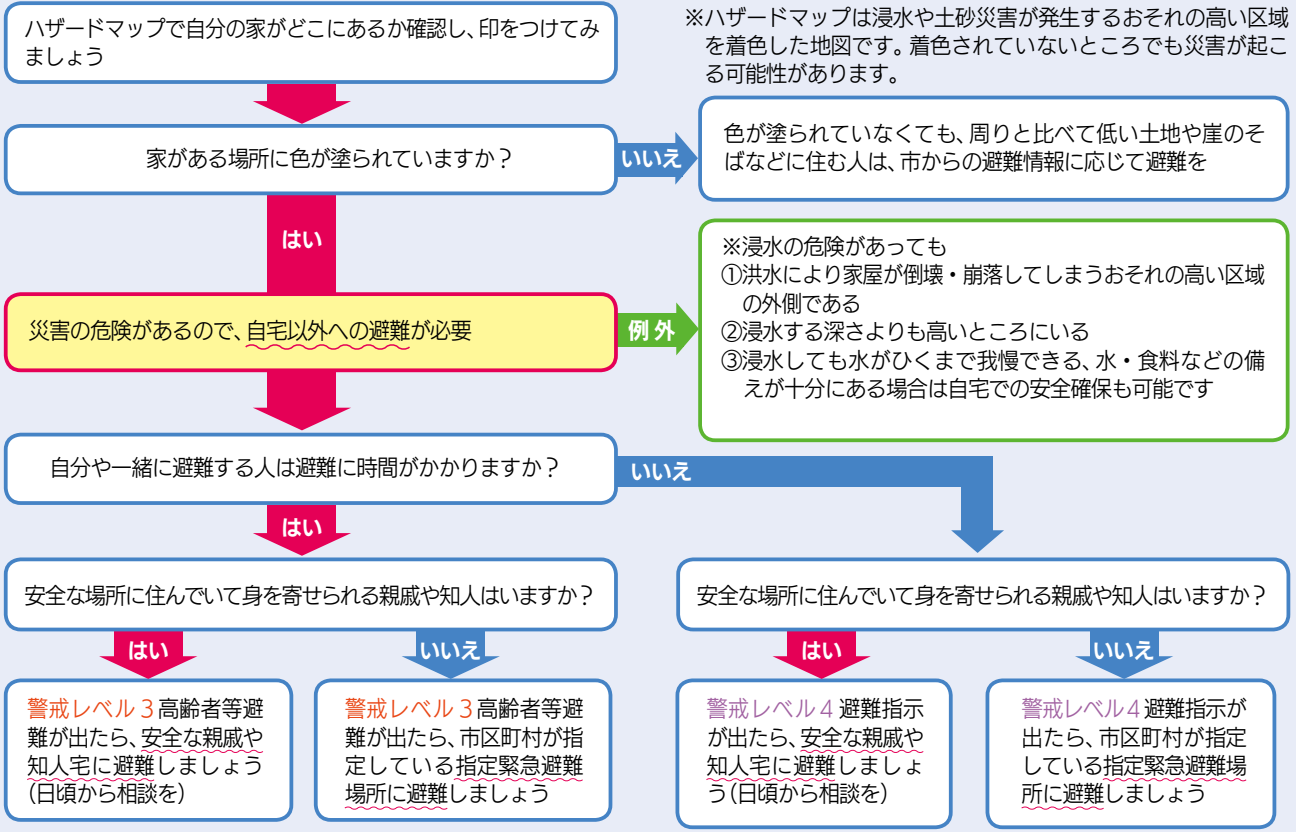 ハザードマップで自分の家がどこにあるか確認し、印をつけてみ
ましょう
※ハザードマップは浸水や土砂災害が発生するおそれの高い区域
を着色した地図です。着色されていないところでも災害が起こ
る可能性があります。
家がある場所に色が塗られていますか？
いいえ
色が塗られていなくても、周りと比べて低い土地や崖のそ
ばなどに住む人は、市からの避難情報に応じて避難を
はい
災害の危険があるので、自宅以外への避難が必要
例外
※浸水の危険があっても
①洪水により家屋が倒壊・崩落してしまうおそれの高い区域
の外側である
②浸水する深さよりも高いところにいる
③浸水しても水がひくまで我慢できる、水・食料などの備
えが十分にある場合は自宅での安全確保も可能です
自分や一緒に避難する人は避難に時間がかかりますか？
いいえ
はい
安全な場所に住んでいて身を寄せられる親戚や知人はいますか？
はい
いいえ
警戒レベル３高齢者等避
難が出たら、安全な親戚や
知人宅に避難しましょう
（日頃から相談を）
警戒レベル３高齢者等避
難が出たら、市区町村が指
定している指定緊急避難
場所に避難しましょう
安全な場所に住んでいて身を寄せられる親戚や知人はいますか？
はい
いいえ
警戒レベル４避難指示
が出たら、安全な親戚や
知人宅に避難しましょ
う（日頃から相談を）
警戒レベル４避難指示が
出たら、市区町村が指定
している指定緊急避難場
所に避難しましょう